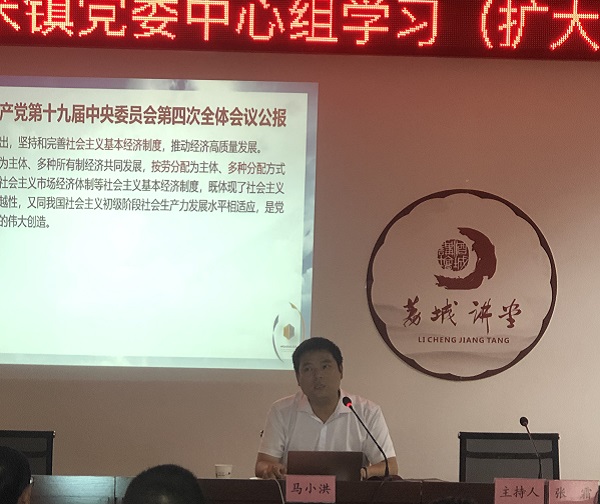 镇党委中心组学习（扩大
产党第十九届中央委员会第四次全体会议公报
出，坚持和完善社会主义基本经济制度，推动经济高质量发展。
为主体、多种所有制经济共同发展，按劳分配为主体、多种分配方式
社会主义市场经济体制等社会主义基本经济制度，既体现了社会主义
越性，又同我国社会主义初级阶段社会生产力发展水平相适应，是党
的伟大创造。
荔城讲堂
LI CHENG JIANG TANG
马小洪
主持人
张霜